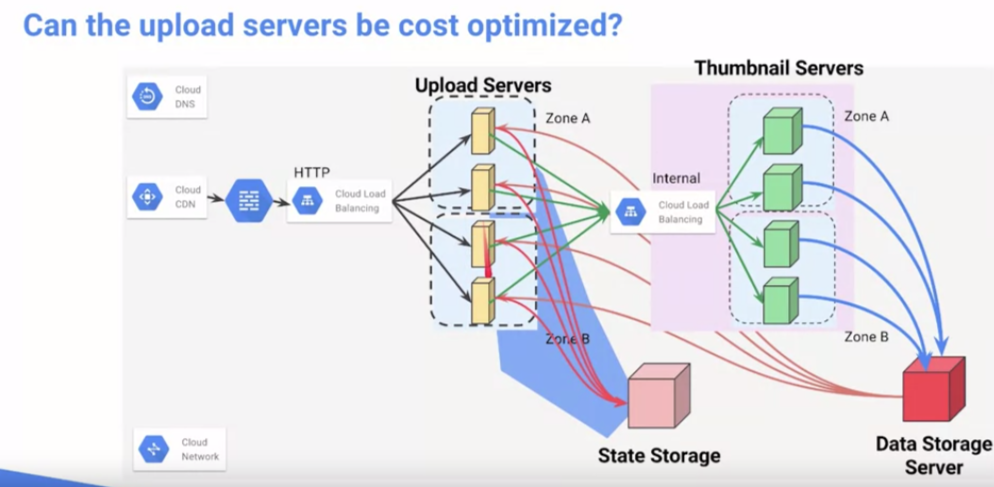 Can the upload servers be cost optimized?
Thumbnail Servers
Upload Servers
Cloud
DNS
Zone A
Zone A
HTTP
Internal
Cloud
CDN
Cloud Load
Balancing
Cloud Load
Balancing
Zone B
Zone B
Cloud
Network
State Storage
Data Storage
Server